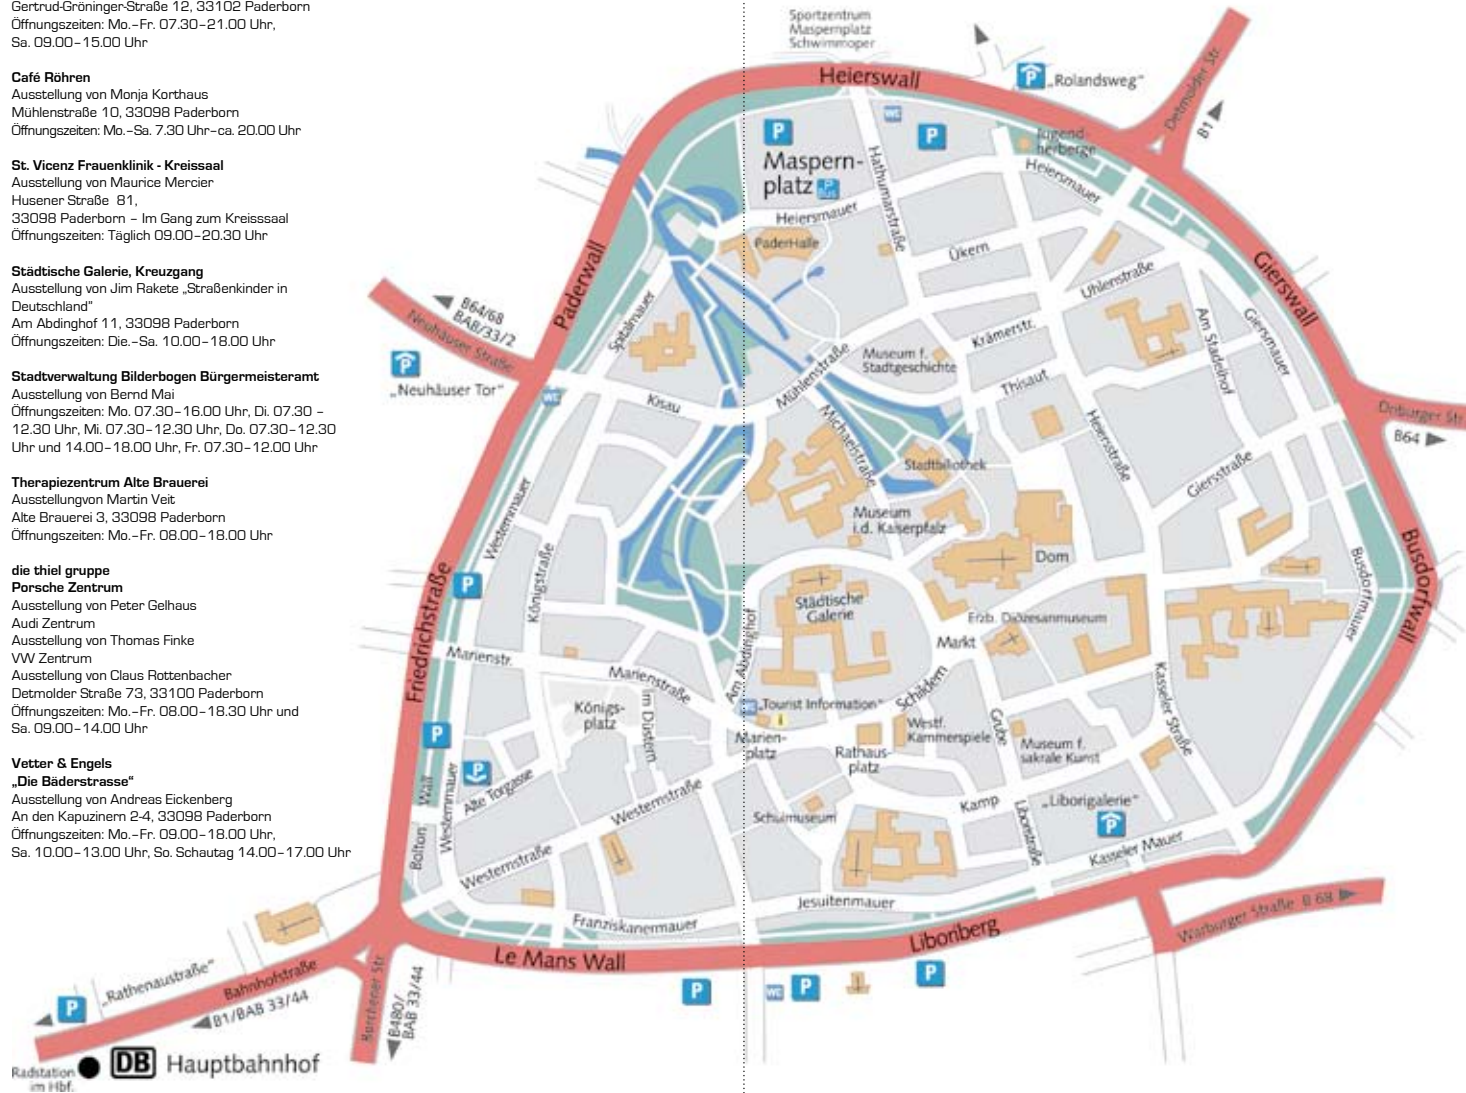 Gertrud-Gröninger-Straße 12, 33102 Paderborn
Öffnungszeiten: Mo.–Fr. 07.30–21.00 Uhr,
Sa. 09.00–15.00 Uhr
Café Röhren
Ausstellung von Monja Korthaus
Mühlenstraße 10, 33098 Paderborn
Öffnungszeiten: Mo.–Sa. 7.30 Uhr–ca. 20.00 Uhr
St. Vicenz Frauenklinik - Kreissaal
Ausstellung von Maurice Mercier
Husener Straße 81,
33098 Paderborn – Im Gang zum Kreisssaal
Öffnungszeiten: Täglich 09.00–20.30 Uhr
Städtische Galerie, Kreuzgang
Ausstellung von Jim Rakete „Straßenkinder in
Deutschland“
Am Abdinghof 11, 33098 Paderborn
Öffnungszeiten: Die.–Sa. 10.00–18.00 Uhr
Stadtverwaltung Bilderbogen Bürgermeisteramt
Ausstellung von Bernd Mai
Öffnungszeiten: Mo. 07.30–16.00 Uhr, Di. 07.30 –
12.30 Uhr, Mi. 07.30–12.30 Uhr, Do. 07.30–12.30
Uhr und 14.00–18.00 Uhr, Fr. 07.30–12.00 Uhr
Therapiezentrum Alte Brauerei
Ausstellungvon Martin Veit
Alte Brauerei 3, 33098 Paderborn
Öffnungszeiten: Mo.–Fr. 08.00–18.00 Uhr
die thiel gruppe
Porsche Zentrum
Ausstellung von Peter Gelhaus
Audi Zentrum
Ausstellung von Thomas Finke
VW Zentrum
Ausstellung von Claus Rottenbacher
Detmolder Straße 73, 33100 Paderborn
Öffnungszeiten: Mo.–Fr. 08.00–18.30 Uhr und
Sa. 09.00–14.00 Uhr
Vetter & Engels
„Die Bäderstrasse“
Ausstellung von Andreas Eickenberg
An den Kapuzinern 2-4, 33098 Paderborn
Öffnungszeiten: Mo.–Fr. 09.00–18.00 Uhr,
Sa. 10.00–13.00 Uhr, So. Schautag 14.00–17.00 Uhr
Sportzentrum
Maspernplatz
Schwimmoper
Heierswall
P
„Rolandsweg“
Detmolder Str.
B1
P
WC
P
Jugend-
herberge
Maspern-
platz
P
Bus
Hathumarstraße
Heiersmauer
Heiersmauer
PaderHalle
Ükern
Uhlenstraße
Gierswall
Giersmauer
Am Stadelhof
Paderwall
B64/68
BAB/33/2
Neuhäuser Straße
P
„Neuhäuser Tor“
Spitalmauer
WC
Kisau
Mühlenstraße
Museum f.
Stadtgeschichte
Krämerstr.
Thisaut
Heiersstraße
Driburger Str.
B64
Michaelstraße
Stadtbiliothek
Giersstraße
Museum
i.d. Kaiserpfalz
Dom
Westernmauer
Königstraße
P
Friedrichstraße
Busdorfwall
Busdorfmauer
Städtische
Galerie
Erzb. Diözesanmuseum
Markt
Am Abdinghof
Marienstr.
Marienstraße
Königs-
platz
Im Düstern
WC
„Tourist Information“
i
Marien-
platz
Schildern
Westf.
Kammerspiele
Rathaus-
platz
Grube
Museum f.
sakrale Kunst
Kasseler Straße
P
P
Alte Torgasse
Wall
Bolton
Westernmauer
Westernstraße
Westernstraße
Schulmuseum
Kamp
Liboristraße
„Liborigalerie“
P
Kasseler Mauer
Jesuitenmauer
Franziskanermauer
Le Mans Wall
Liboriberg
Warburger Straße B 68
P
WC
P
P
„Rathenaustraße“
P
Bahnhofstraße
B1/BAB 33/44
Borchener Str.
B480/
BAB 33/44
Radstation
im Hbf.
DB Hauptbahnhof